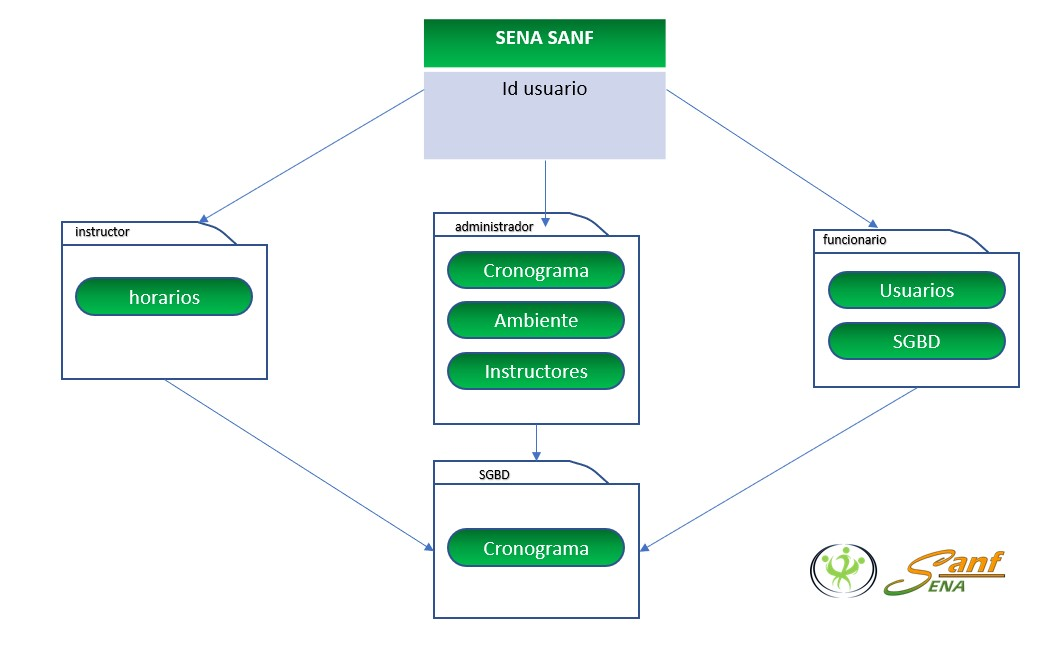 SENA SANF
Id usuario
instructor
horarios
administrador
Cronograma
Ambiente
Instructores
funcionario
Usuarios
SGBD
SGBD
Cronograma
Sanf
SENA